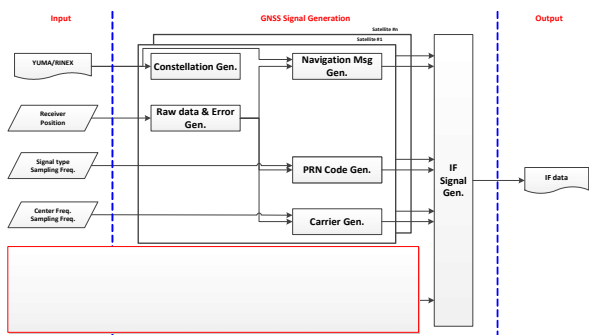 Input
GNSS Signal Generation
Output
Satellite #n
Satellite #1
YUMA/RINEX
Constellation Gen.
Navigation Msg
Gen.
Receiver
Position
Raw data & Error
Gen.
Signal type
Sampling Freq.
PRN Code Gen.
IF
Signal
Gen.
IF data
Center Freq.
Sampling Freq.
Carrier Gen.